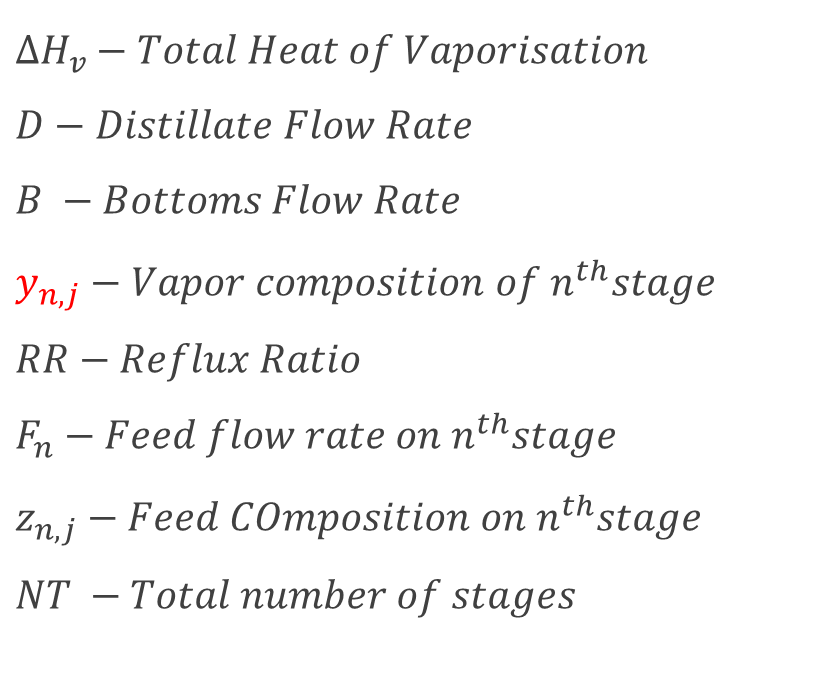 ΔHᵥ − Total Heat of Vaporisation
D − Distillate Flow Rate
B − Bottoms Flow Rate
y_{n,j} − Vapor composition of n^{th} stage
RR − Reflux Ratio
F_n − Feed flow rate on n^{th} stage
z_{n,j} − Feed COmposition on n^{th} stage
NT − Total number of stages